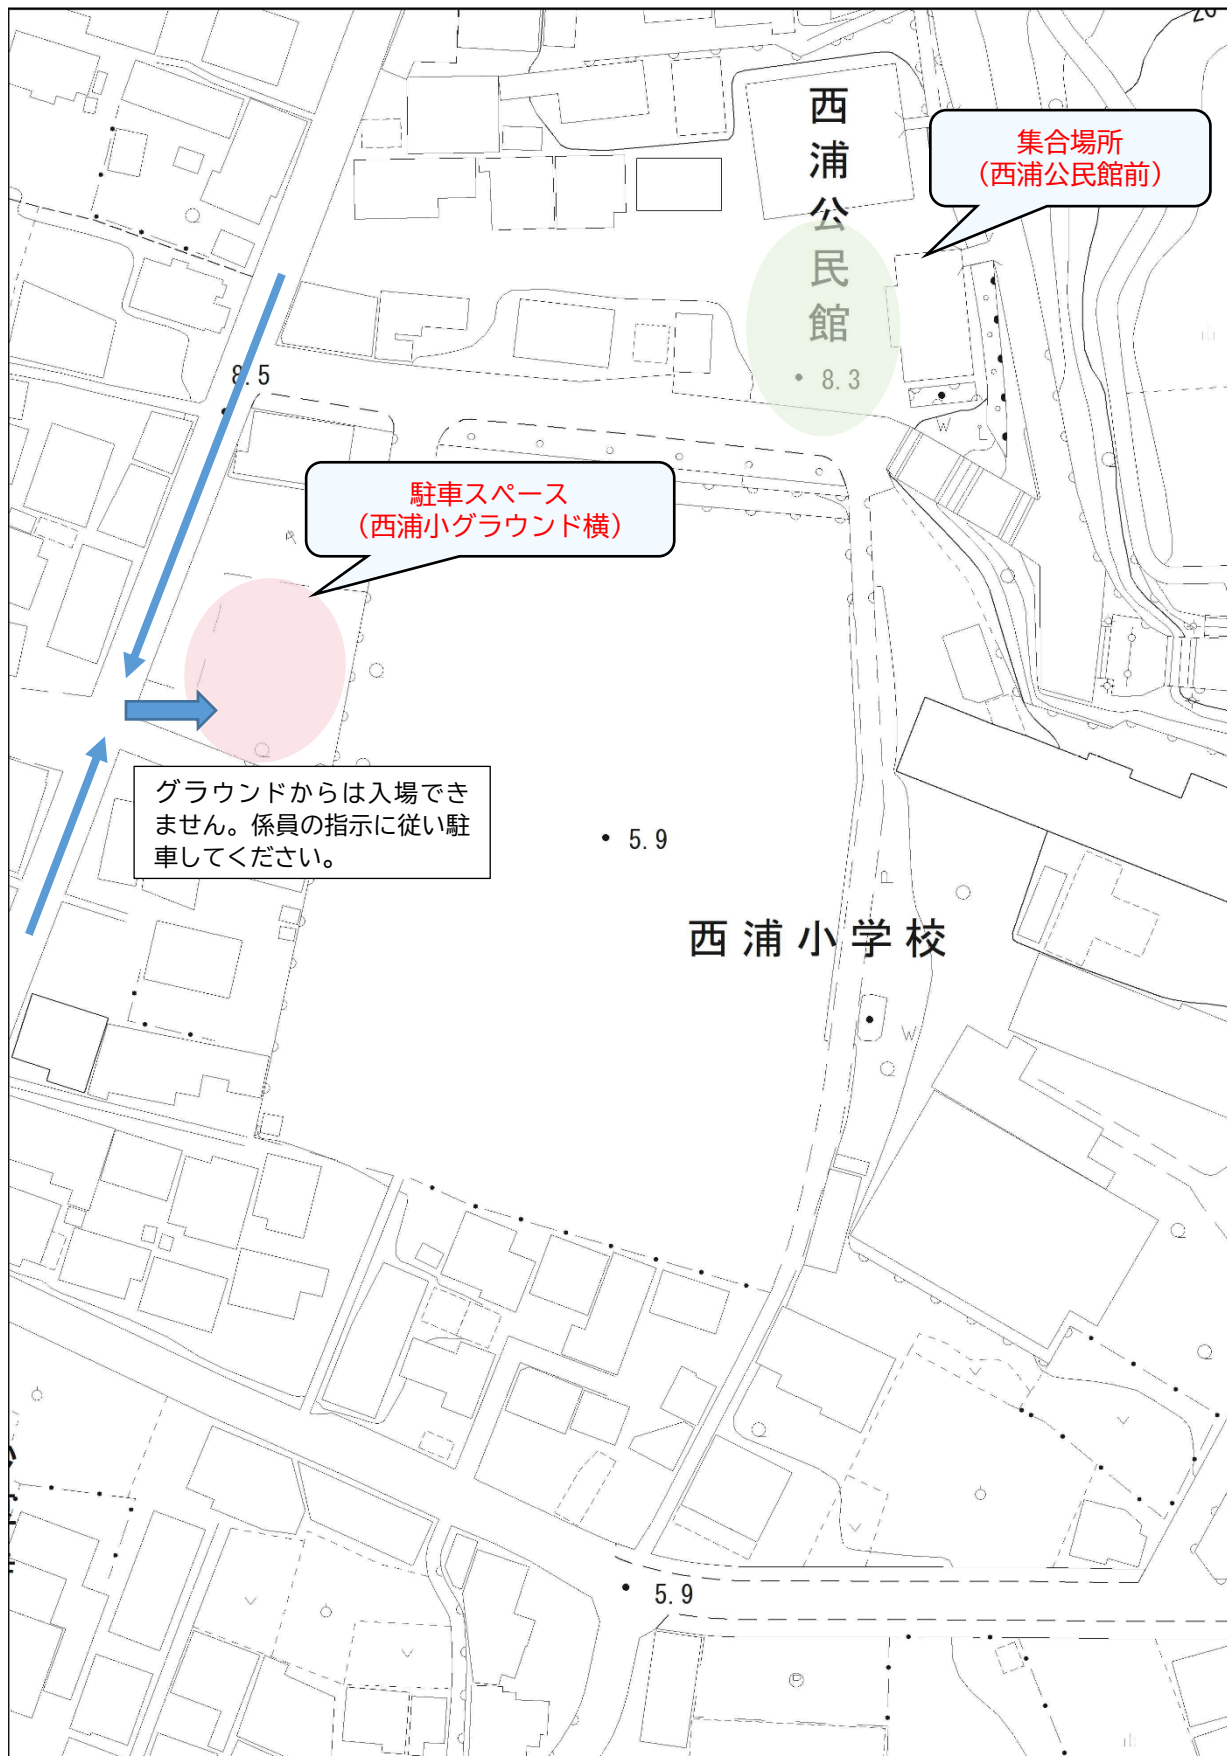 西浦公民館
集合場所
（西浦公民館前）
8.5
8.3
駐車スペース
（西浦小グラウンド横）
グラウンドからは入場でき
ません。係員の指示に従い駐
車してください。
5.9
西浦小学校
5.9